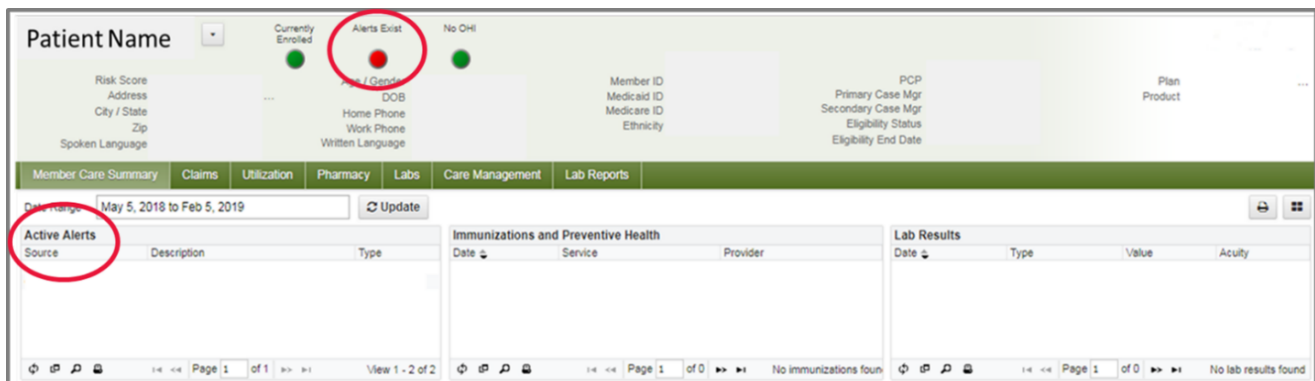 Patient Name
Currently Enrolled
Alerts Exist
No OHI
Risk Score
Address
...
City / State
Zip
Spoken Language
Age / Gender
DOB
Home Phone
Work Phone
Written Language
Member ID
Medicaid ID
Medicare ID
Ethnicity
PCP
Primary Case Mgr
Secondary Case Mgr
Eligibility Status
Eligibility End Date
Plan
...
Product
Member Care Summary Claims Utilization Pharmacy Labs Care Management Lab Reports
Date Range May 5, 2018 to Feb 5, 2019 Update
Active Alerts
Source Description Type
Page 1 of 1 View 1 - 2 of 2
Immunizations and Preventive Health
Date Service Provider
Page 1 of 0 No immunizations foun
Lab Results
Date Type Value Acuity
Page 1 of 0 No lab results found